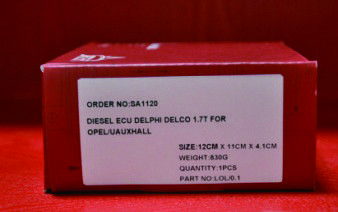 ORDER NO:SA1120
DIESEL ECU DELPHI DELCO 1.7T FOR
OPEL/UAUXHALL
SIZE:12CM X 11CM X 4.1CM
WEIGHT:830G
QUANTITY:1PCS
PART NO:LOL/0.1